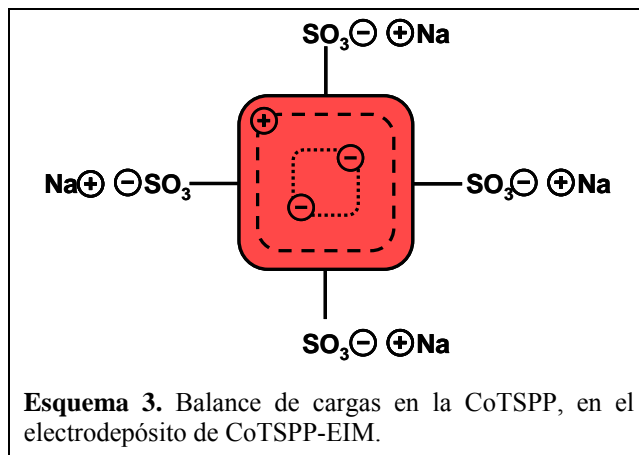 SO3⊖ ⊕Na
⊕
⊖
Na⊕ ⊖SO3
SO3⊖ ⊕Na
⊖
SO3⊖ ⊕Na
Esquema 3. Balance de cargas en la CoTSPP, en el
electrodepósito de CoTSPP-EIM.